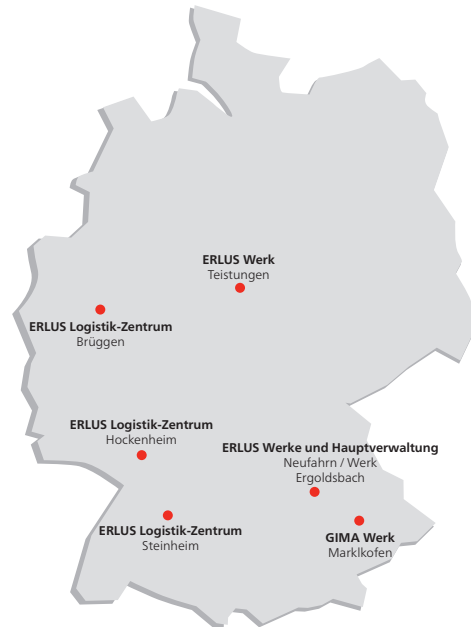 ERLUS Werk
Teistungen
ERLUS Logistik-Zentrum
Brüggen
ERLUS Logistik-Zentrum
Hockenheim
ERLUS Werke und Hauptverwaltung
Neufahrn / Werk
Ergoldsbach
ERLUS Logistik-Zentrum
Steinheim
GIMA Werk
Marklkofen